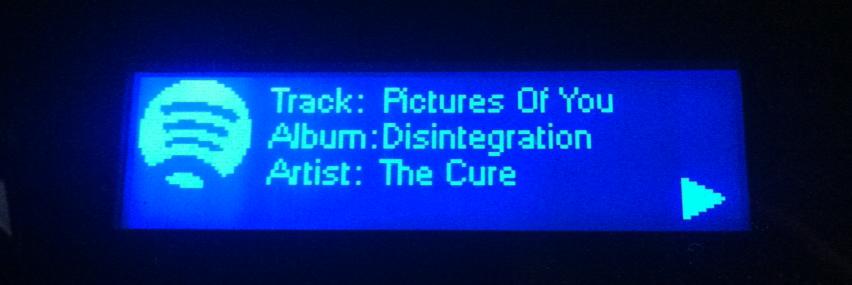 Track: Pictures Of You
Album:Disintegration
Artist: The Cure